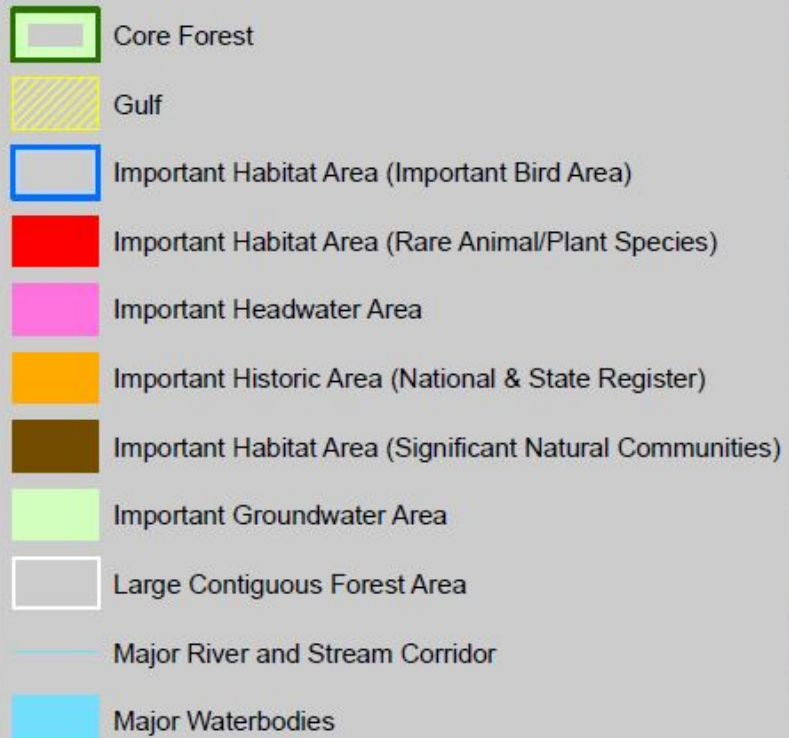 Core Forest
Gulf
Important Habitat Area (Important Bird Area)
Important Habitat Area (Rare Animal/Plant Species)
Important Headwater Area
Important Historic Area (National & State Register)
Important Habitat Area (Significant Natural Communities)
Important Groundwater Area
Large Contiguous Forest Area
Major River and Stream Corridor
Major Waterbodies